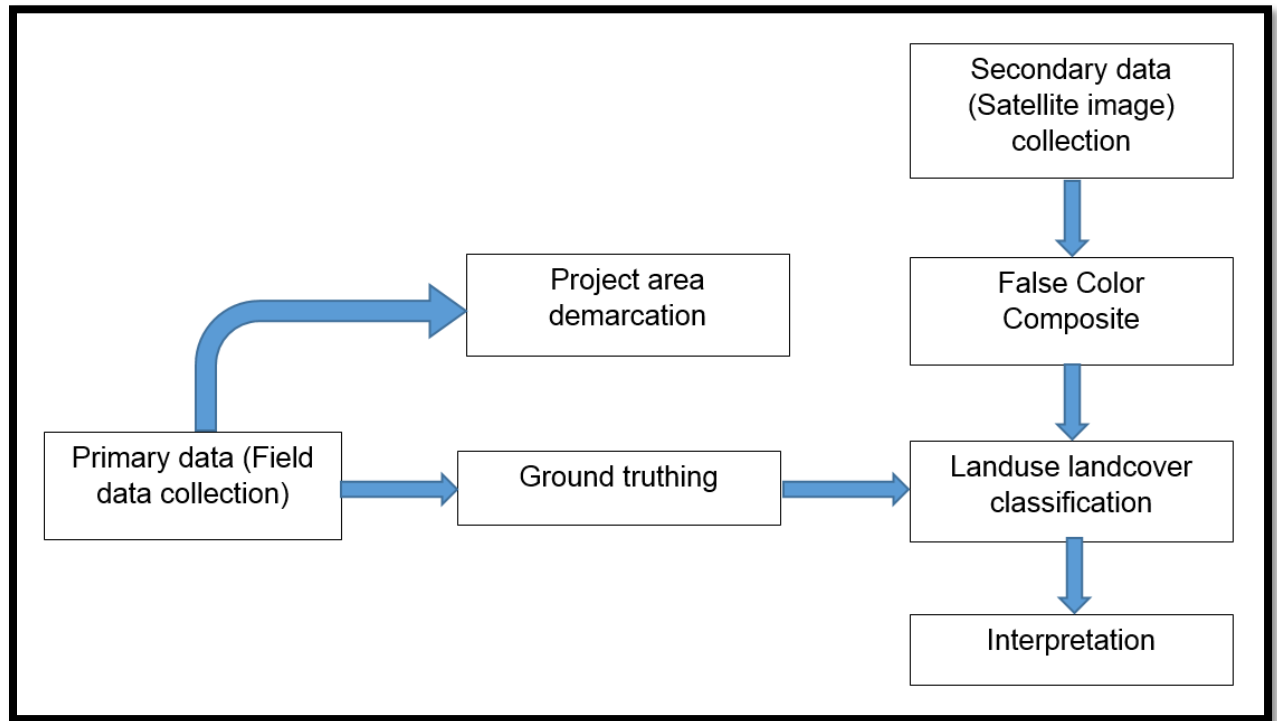 Secondary data
(Satellite image)
collection
Project area
demarcation
False Color
Composite
Primary data (Field
data collection)
Ground truthing
Landuse landcover
classification
Interpretation